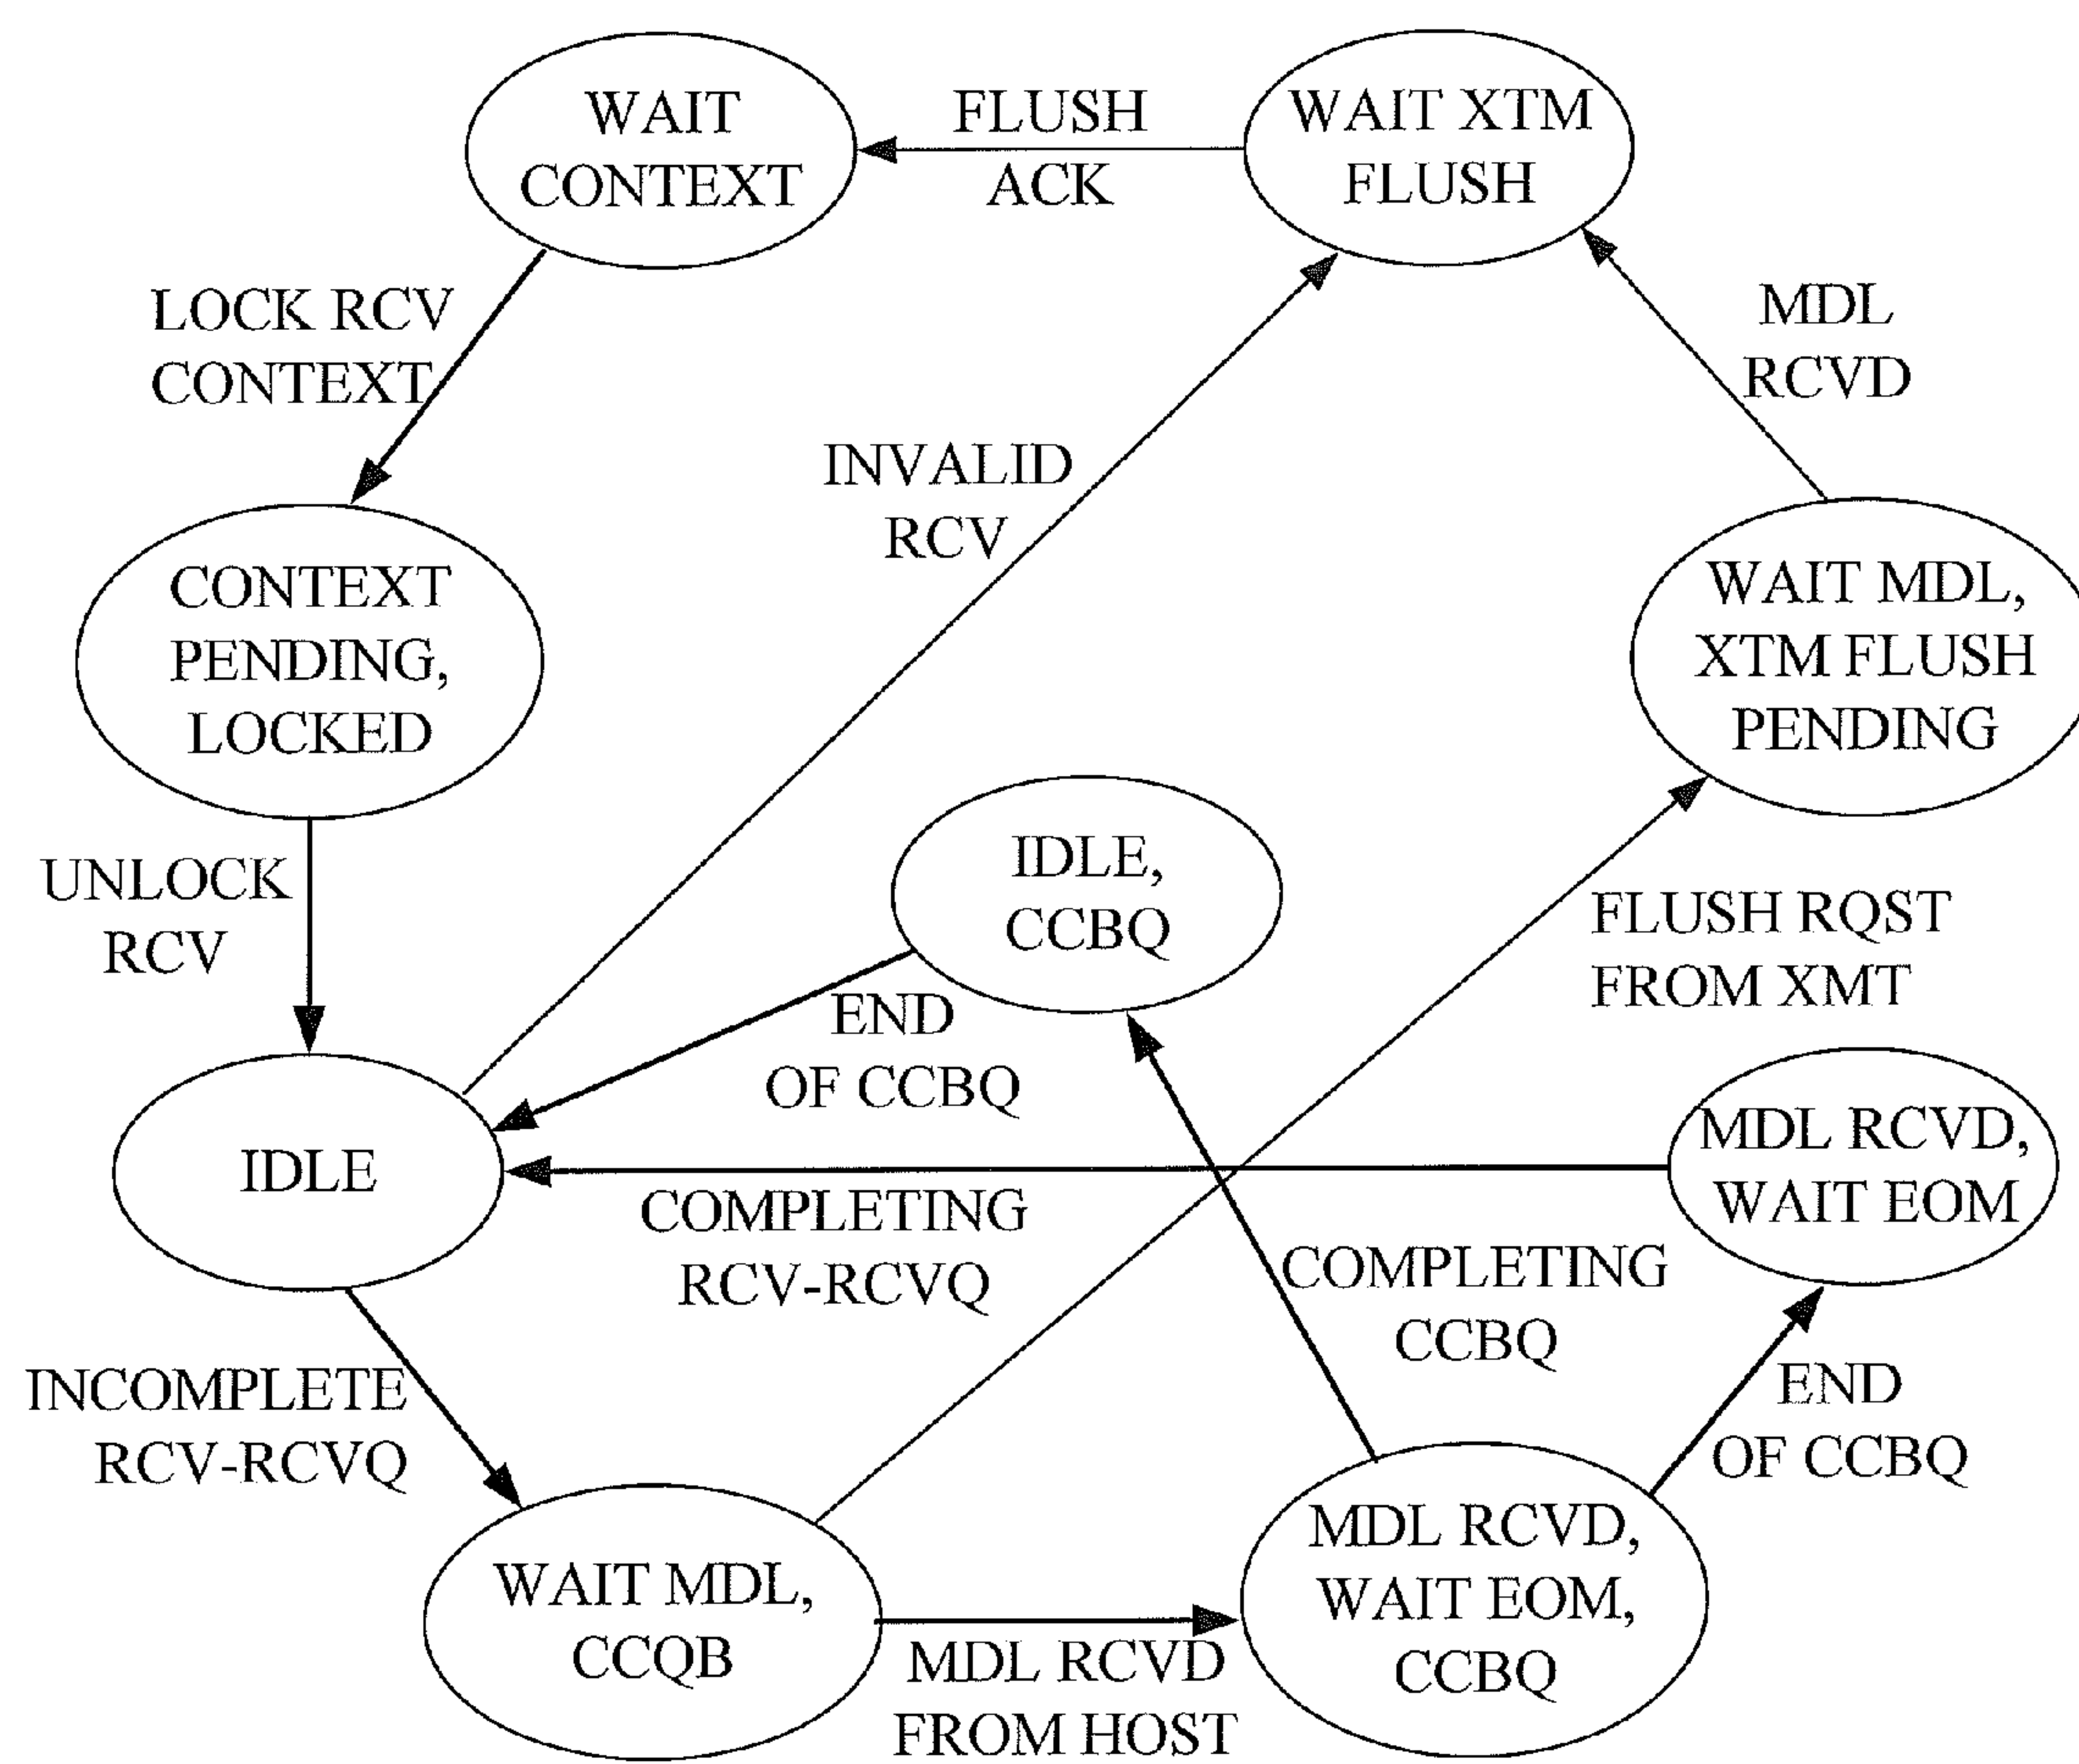 WAIT
CONTEXT
FLUSH
ACK
WAIT XTM
FLUSH
LOCK RCV
CONTEXT
MDL
RCVD
INVALID
RCV
CONTEXT
PENDING,
LOCKED
WAIT MDL,
XTM FLUSH
PENDING
UNLOCK
RCV
IDLE,
CCBQ
FLUSH RQST
FROM XMT
END
OF CCBQ
IDLE
MDL RCVD,
WAIT EOM
COMPLETING
RCV-RCVQ
COMPLETING
CCBQ
INCOMPLETE
RCV-RCVQ
END
OF CCBQ
WAIT MDL,
CCQB
MDL RCVD
FROM HOST
MDL RCVD,
WAIT EOM,
CCBQ